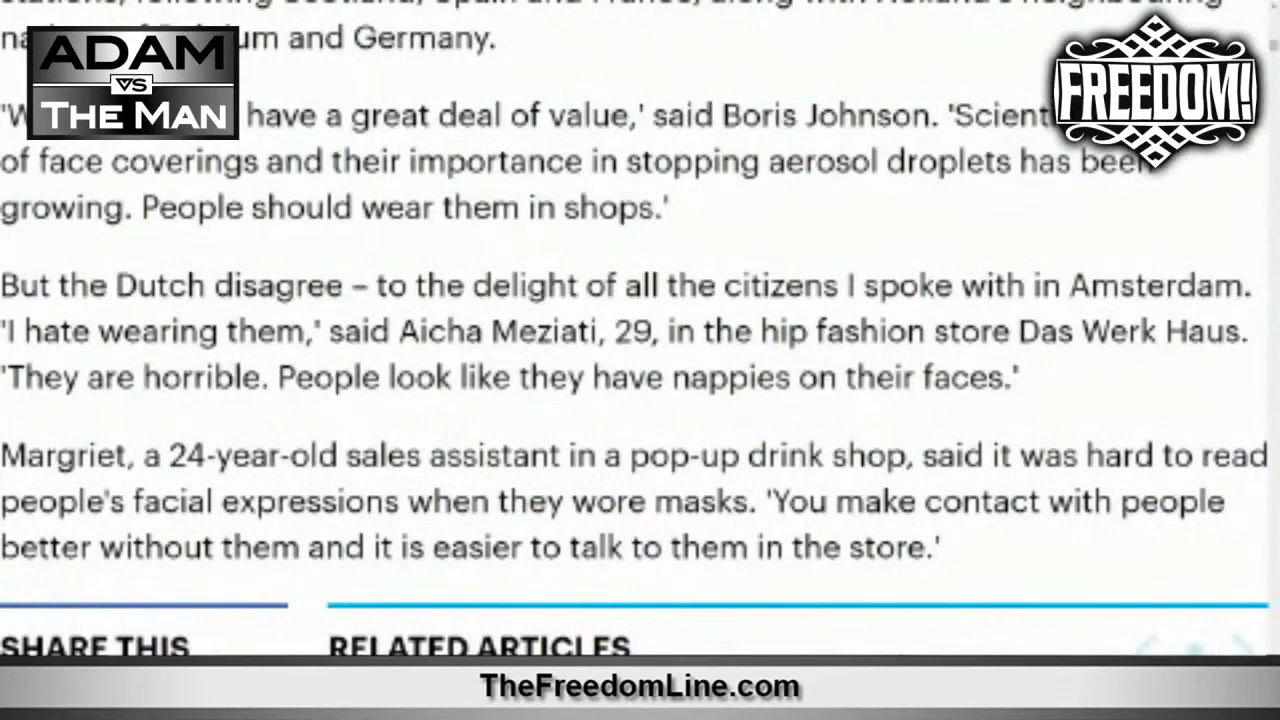 nations of Belgium and Germany.
ADAM
VS
THE MAN
FREEDOM!
have a great deal of value,' said Boris Johnson. 'Scient
of face coverings and their importance in stopping aerosol droplets has been
growing. People should wear them in shops.'
But the Dutch disagree – to the delight of all the citizens I spoke with in Amsterdam.
'I hate wearing them,' said Aicha Meziati, 29, in the hip fashion store Das Werk Haus.
'They are horrible. People look like they have nappies on their faces.'
Margriet, a 24-year-old sales assistant in a pop-up drink shop, said it was hard to read
people's facial expressions when they wore masks. 'You make contact with people
better without them and it is easier to talk to them in the store.'
SHARE THIS
RELATED ARTICLES
TheFreedomLine.com